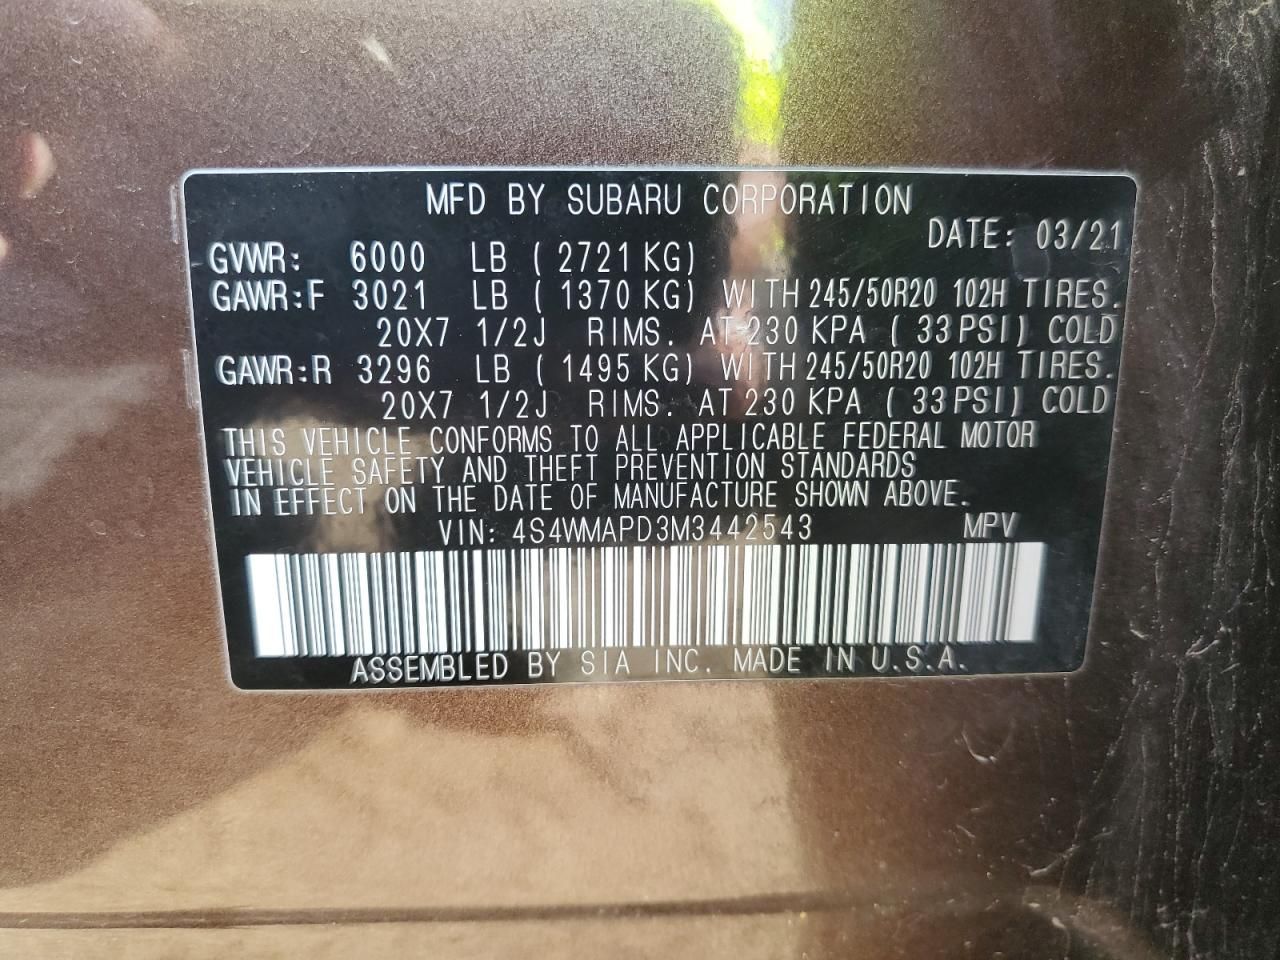 MFD BY SUBARU CORPORATION
DATE: 03/21
GVWR: 6000 LB ( 2721 KG)
GAWR:F 3021 LB ( 1370 KG) WITH 245/50R20 102H TIRES.
20X7 1/2J RIMS. AT 230 KPA ( 33 PSI) COLD
GAWR:R 3296 LB ( 1495 KG) WITH 245/50R20 102H TIRES.
20X7 1/2J RIMS. AT 230 KPA ( 33 PSI) COLD
THIS VEHICLE CONFORMS TO ALL APPLICABLE FEDERAL MOTOR
VEHICLE SAFETY AND THEFT PREVENTION STANDARDS
IN EFFECT ON THE DATE OF MANUFACTURE SHOWN ABOVE.
VIN: 4S4WMAPD3M3442543 MPV
ASSEMBLED BY SIA INC. MADE IN U.S.A.